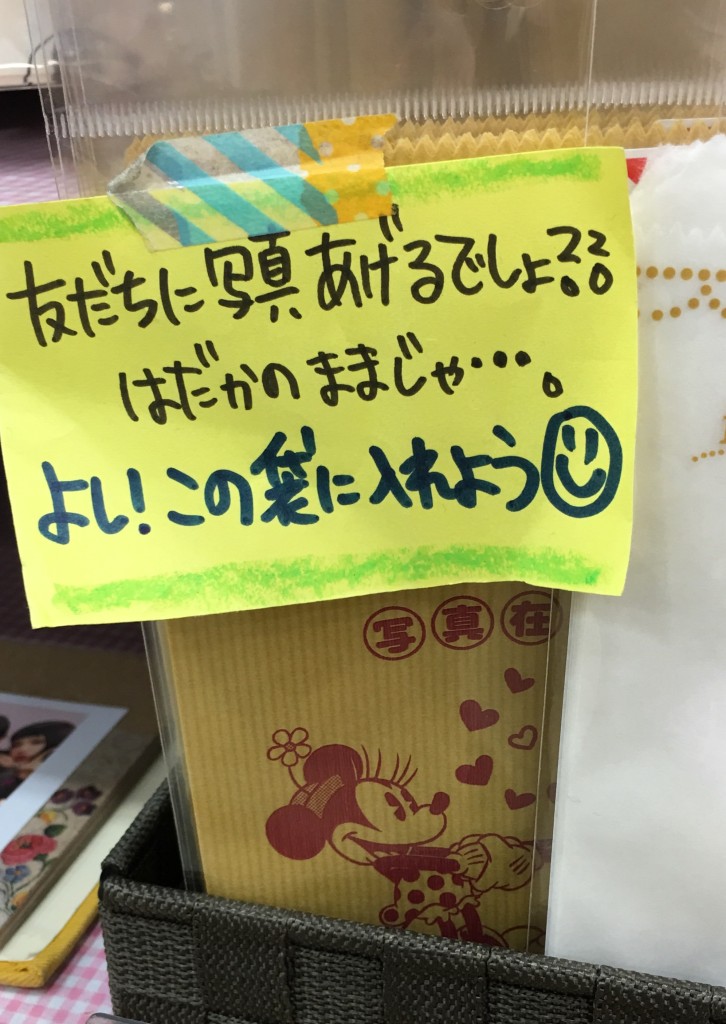 友だちに写真あげるでしょ??
はだかのままじゃ・・・。
よし!この袋に入れよう
写真在